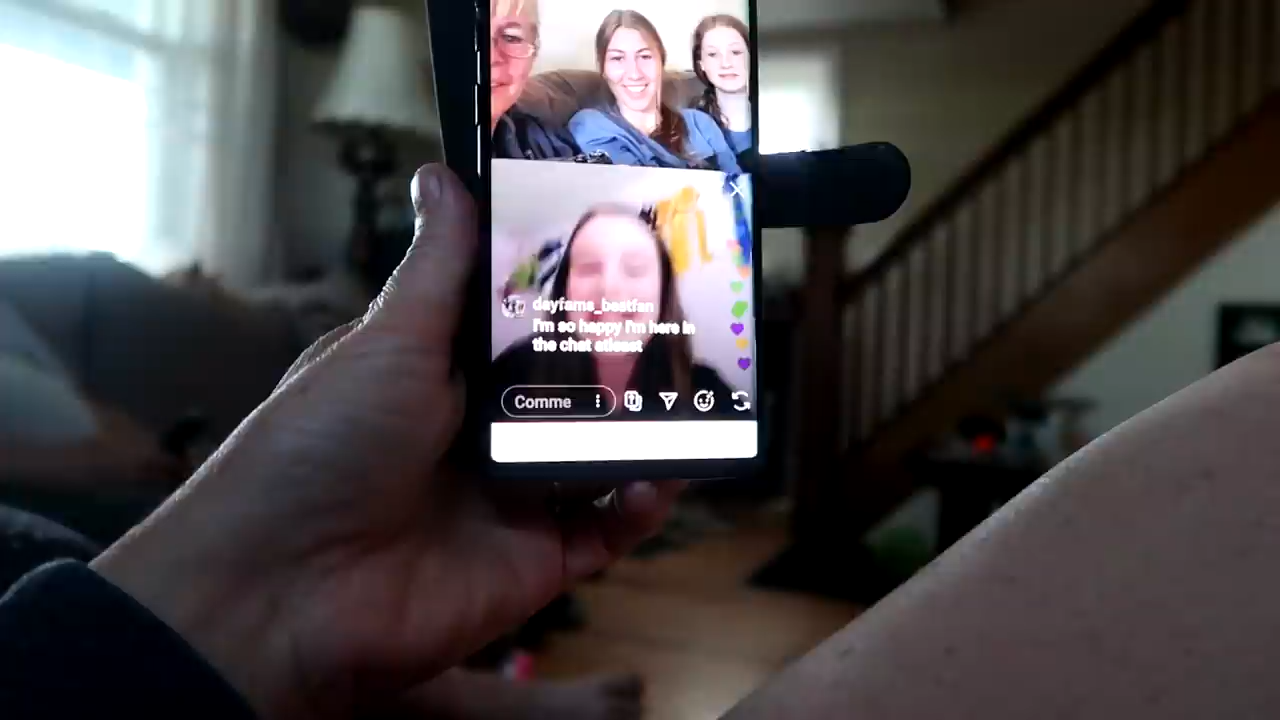 dayfams_bestfan
I'm so happy I'm here in
the chat atleast
Comme